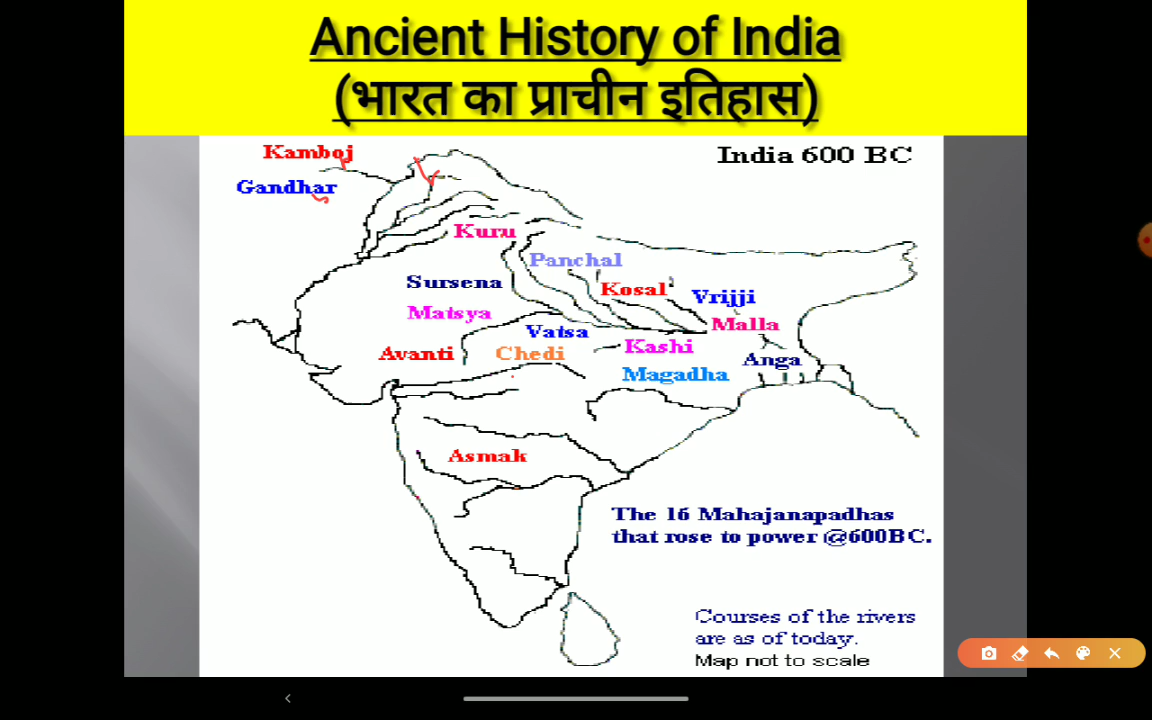 Ancient History of India
(भारत का प्राचीन इतिहास)
India 600 BC
Kamboj
Gandhar
Kuru
Panchal
Sursena
Kosal
Vrijji
Matsya
Malla
Vatsa
Kashi
Avanti
Chedi
Anga
Magadha
Asmak
The 16 Mahajanapadhas
that rose to power @600BC.
Courses of the rivers
are as of today.
Map not to scale